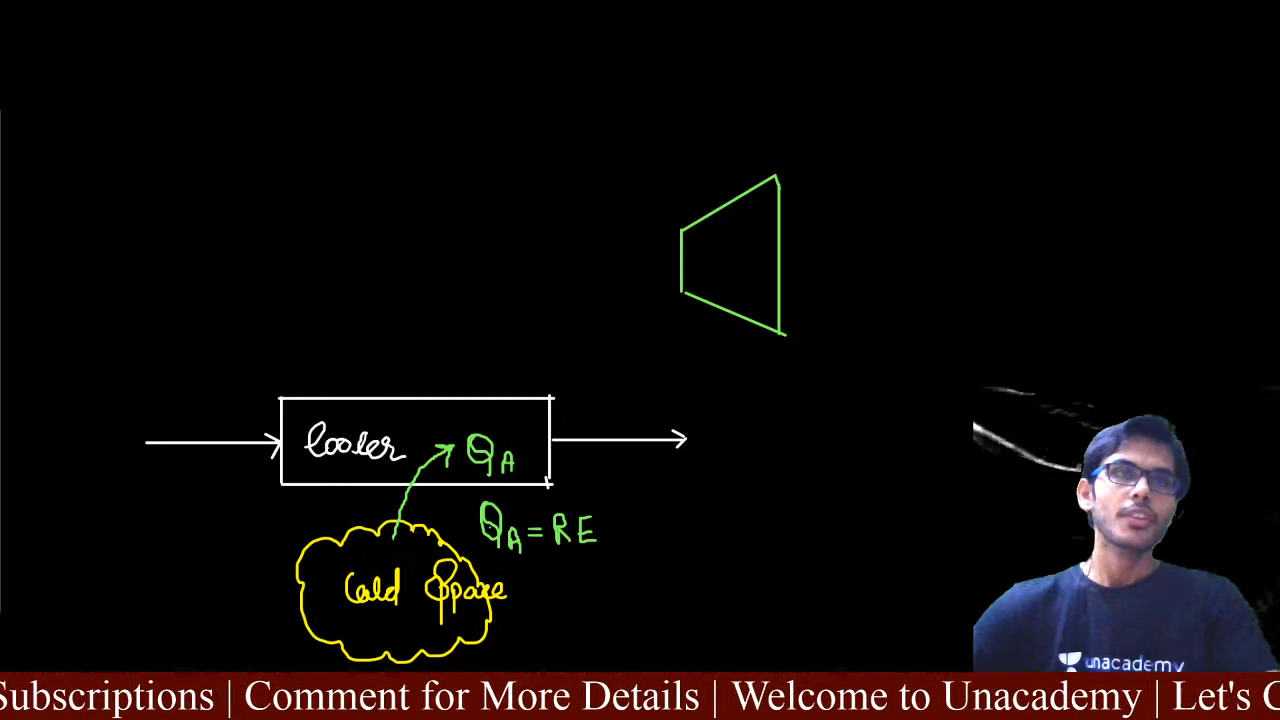 Cooler QA
QA = RE
Cold Space
unacademy
Subscriptions | Comment for More Details | Welcome to Unacademy | Let's C